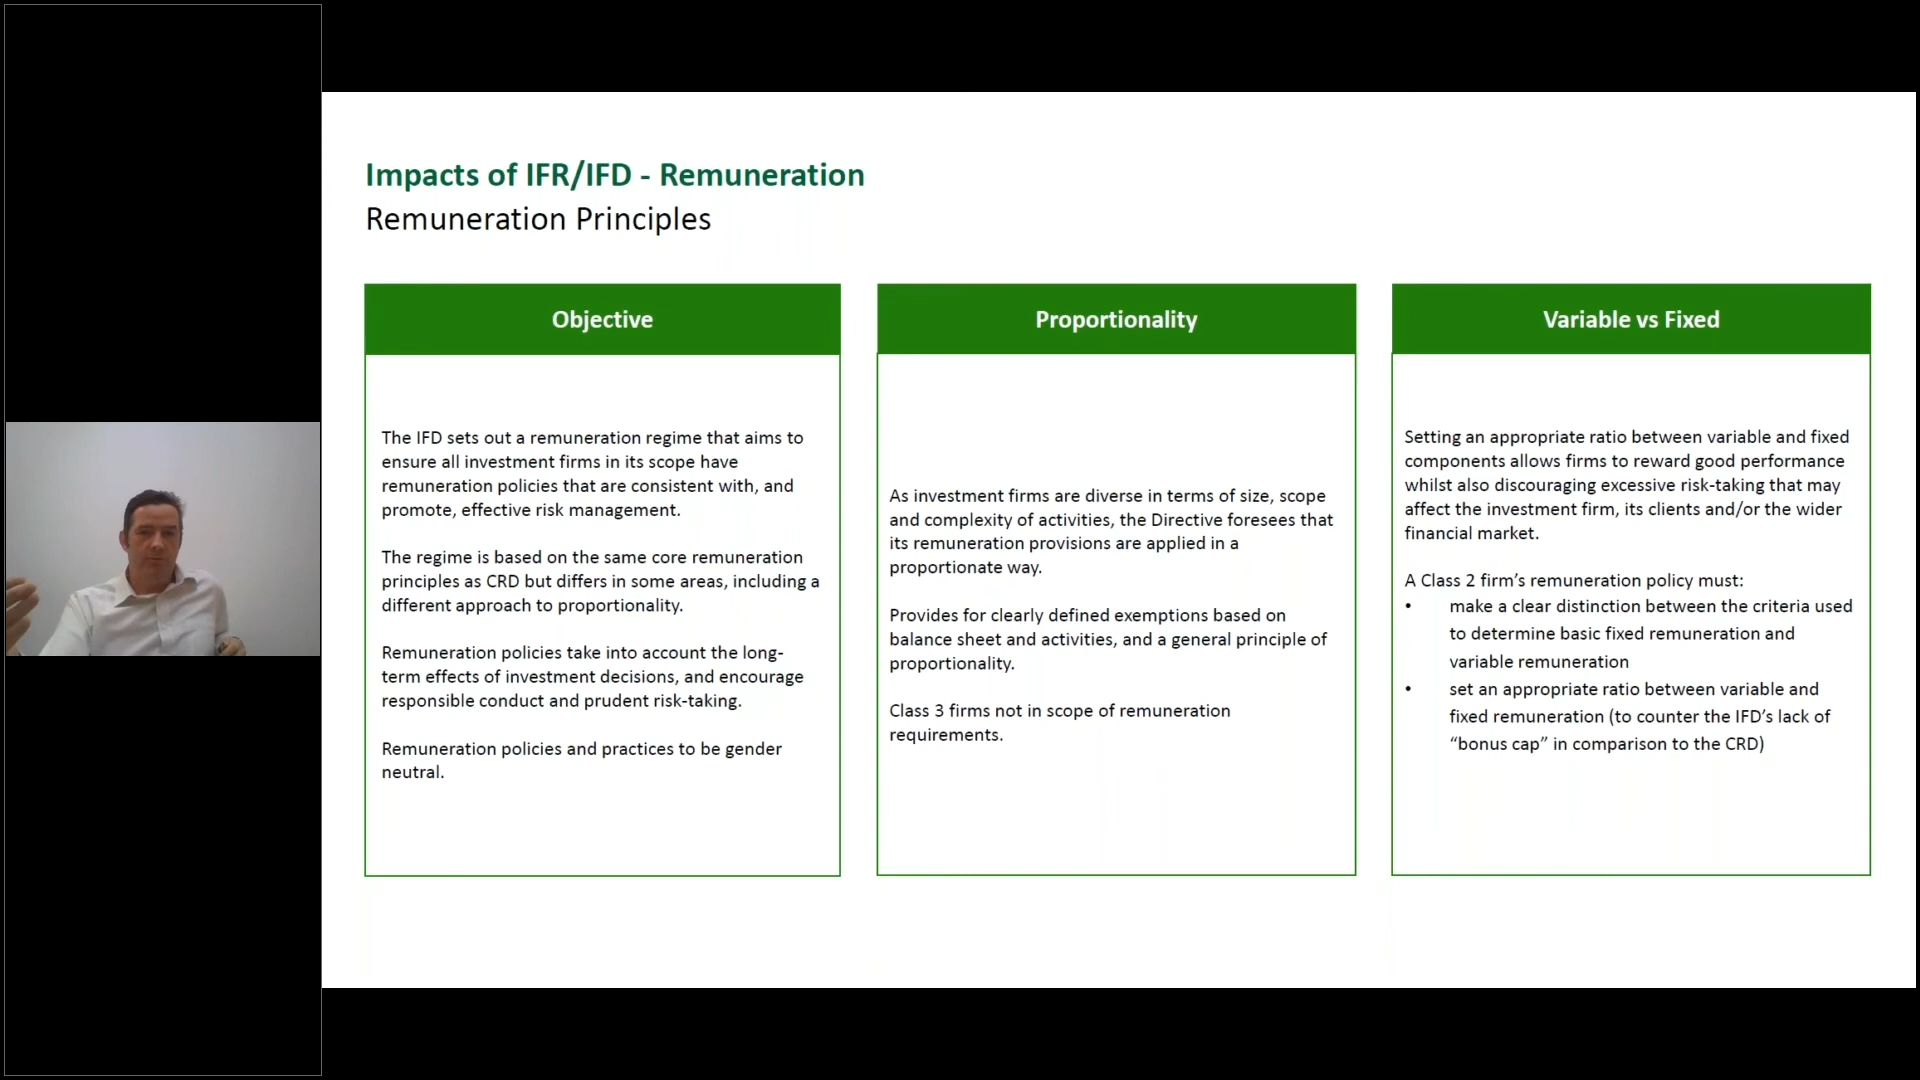 Impacts of IFR/IFD - Remuneration
Remuneration Principles
Objective
The IFD sets out a remuneration regime that aims to
ensure all investment firms in its scope have
remuneration policies that are consistent with, and
promote, effective risk management.
The regime is based on the same core remuneration
principles as CRD but differs in some areas, including a
different approach to proportionality.
Remuneration policies take into account the long-
term effects of investment decisions, and encourage
responsible conduct and prudent risk-taking.
Remuneration policies and practices to be gender
neutral.
Proportionality
As investment firms are diverse in terms of size, scope
and complexity of activities, the Directive foresees that
its remuneration provisions are applied in a
proportionate way.
Provides for clearly defined exemptions based on
balance sheet and activities, and a general principle of
proportionality.
Class 3 firms not in scope of remuneration
requirements.
Variable vs Fixed
Setting an appropriate ratio between variable and fixed
components allows firms to reward good performance
whilst also discouraging excessive risk-taking that may
affect the investment firm, its clients and/or the wider
financial market.
A Class 2 firm’s remuneration policy must:
• make a clear distinction between the criteria used
to determine basic fixed remuneration and
variable remuneration
• set an appropriate ratio between variable and
fixed remuneration (to counter the IFD’s lack of
“bonus cap” in comparison to the CRD)